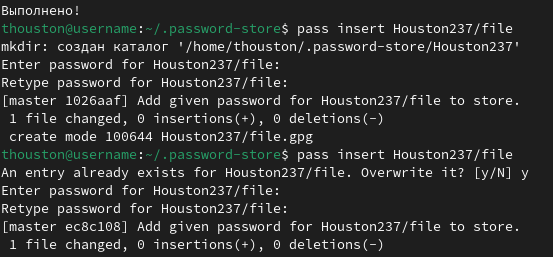 Выполнено!
thouston@username:~/.password-store$ pass insert Houston237/file
mkdir: создан каталог '/home/thouston/.password-store/Houston237'
Enter password for Houston237/file:
Retype password for Houston237/file:
[master 1026aaf] Add given password for Houston237/file to store.
 1 file changed, 0 insertions(+), 0 deletions(-)
 create mode 100644 Houston237/file.gpg
thouston@username:~/.password-store$ pass insert Houston237/file
An entry already exists for Houston237/file. Overwrite it? [y/N] y
Enter password for Houston237/file:
Retype password for Houston237/file:
[master ec8c108] Add given password for Houston237/file to store.
 1 file changed, 0 insertions(+), 0 deletions(-)